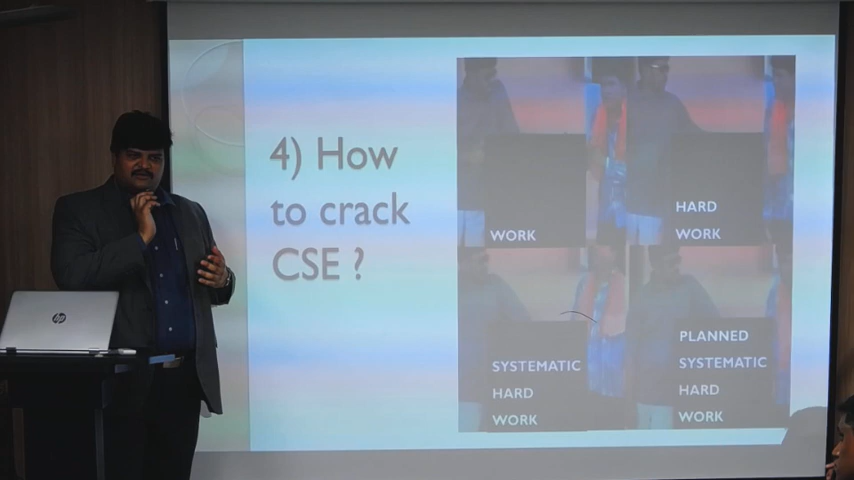 4) How
to crack
CSE ?
WORK
HARD
WORK
SYSTEMATIC
HARD
WORK
PLANNED
SYSTEMATIC
HARD
WORK
hp